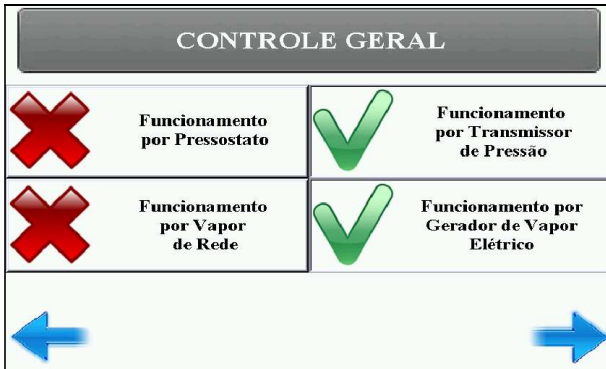 CONTROLE GERAL
Funcionamento
por Pressostato
Funcionamento
por Transmissor
de Pressão
Funcionamento
por Vapor
de Rede
Funcionamento por
Gerador de Vapor
Elétrico